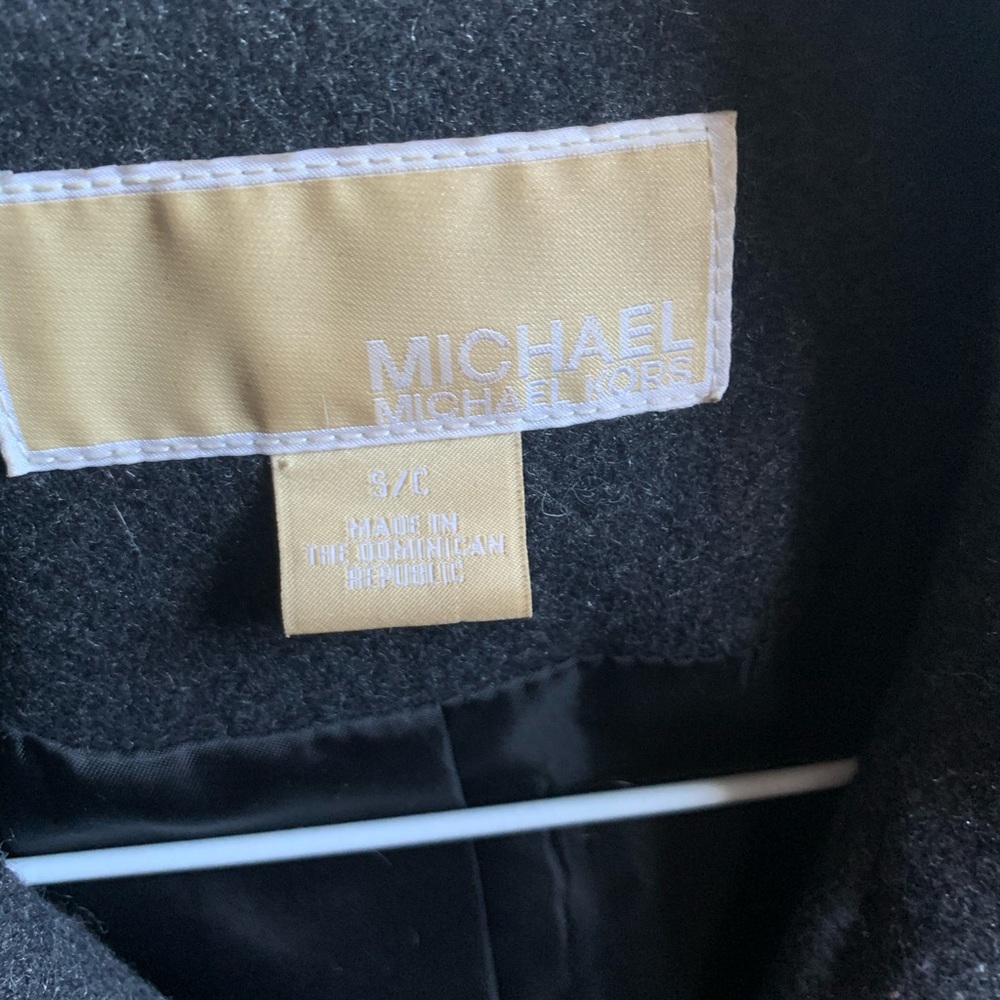 MICHAEL
MICHAEL KORS
S/C
MADE IN
THE DOMINICAN
REPUBLIC